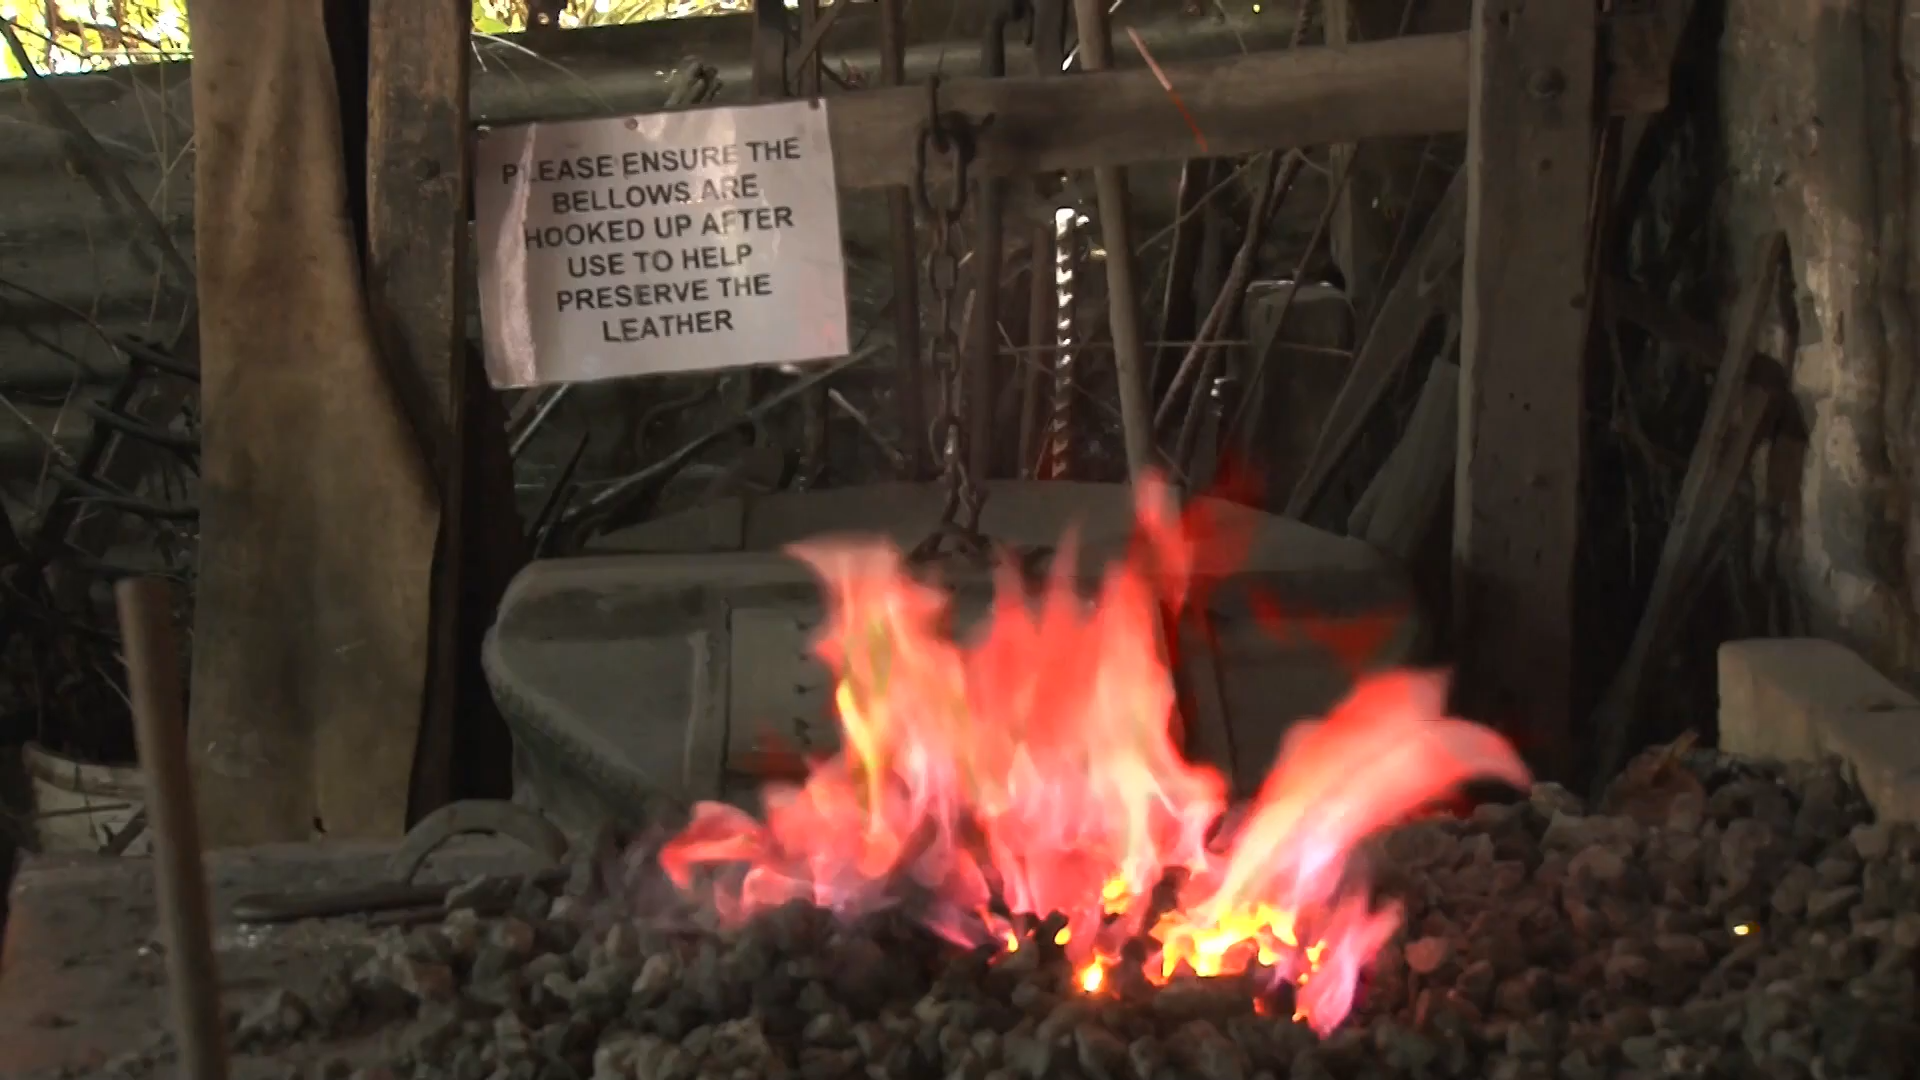 PLEASE ENSURE THE
BELLOWS ARE
HOOKED UP AFTER
USE TO HELP
PRESERVE THE
LEATHER